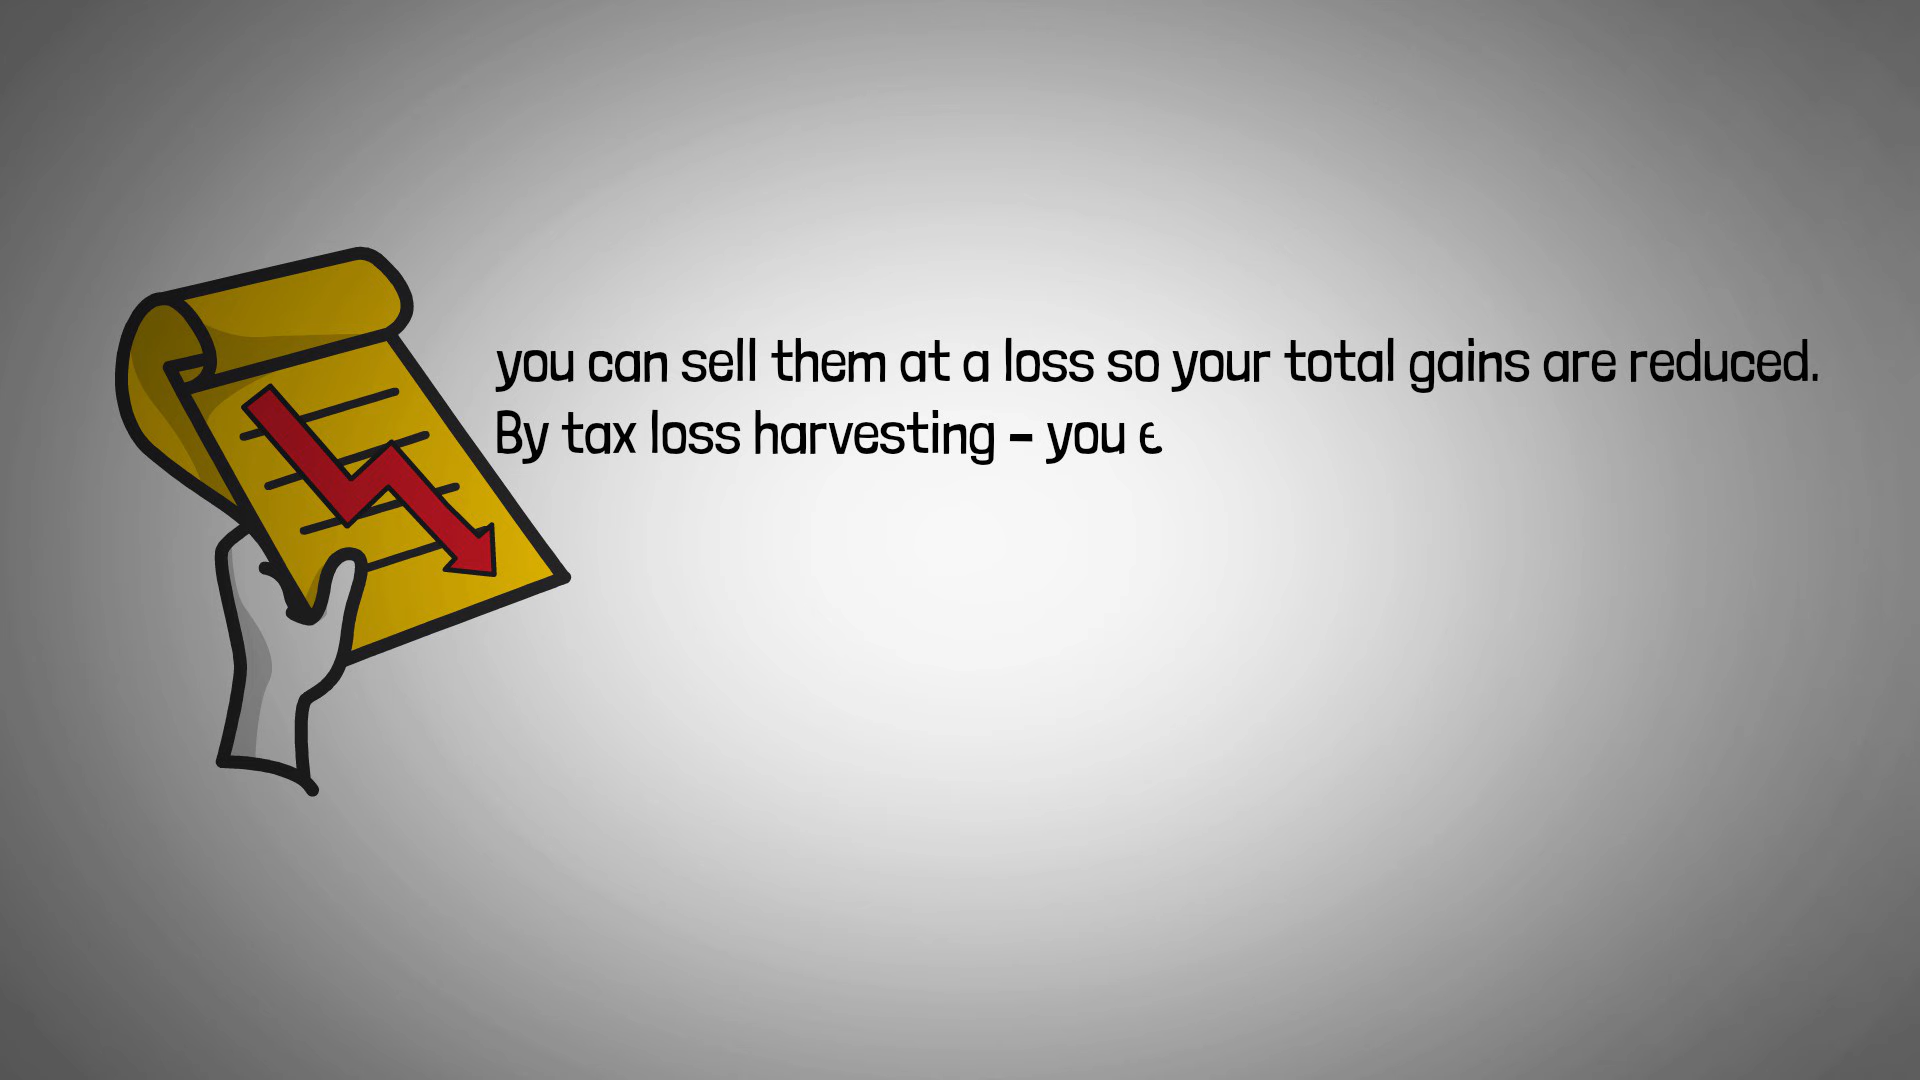 you can sell them at a loss so your total gains are reduced.
By tax loss harvesting - you